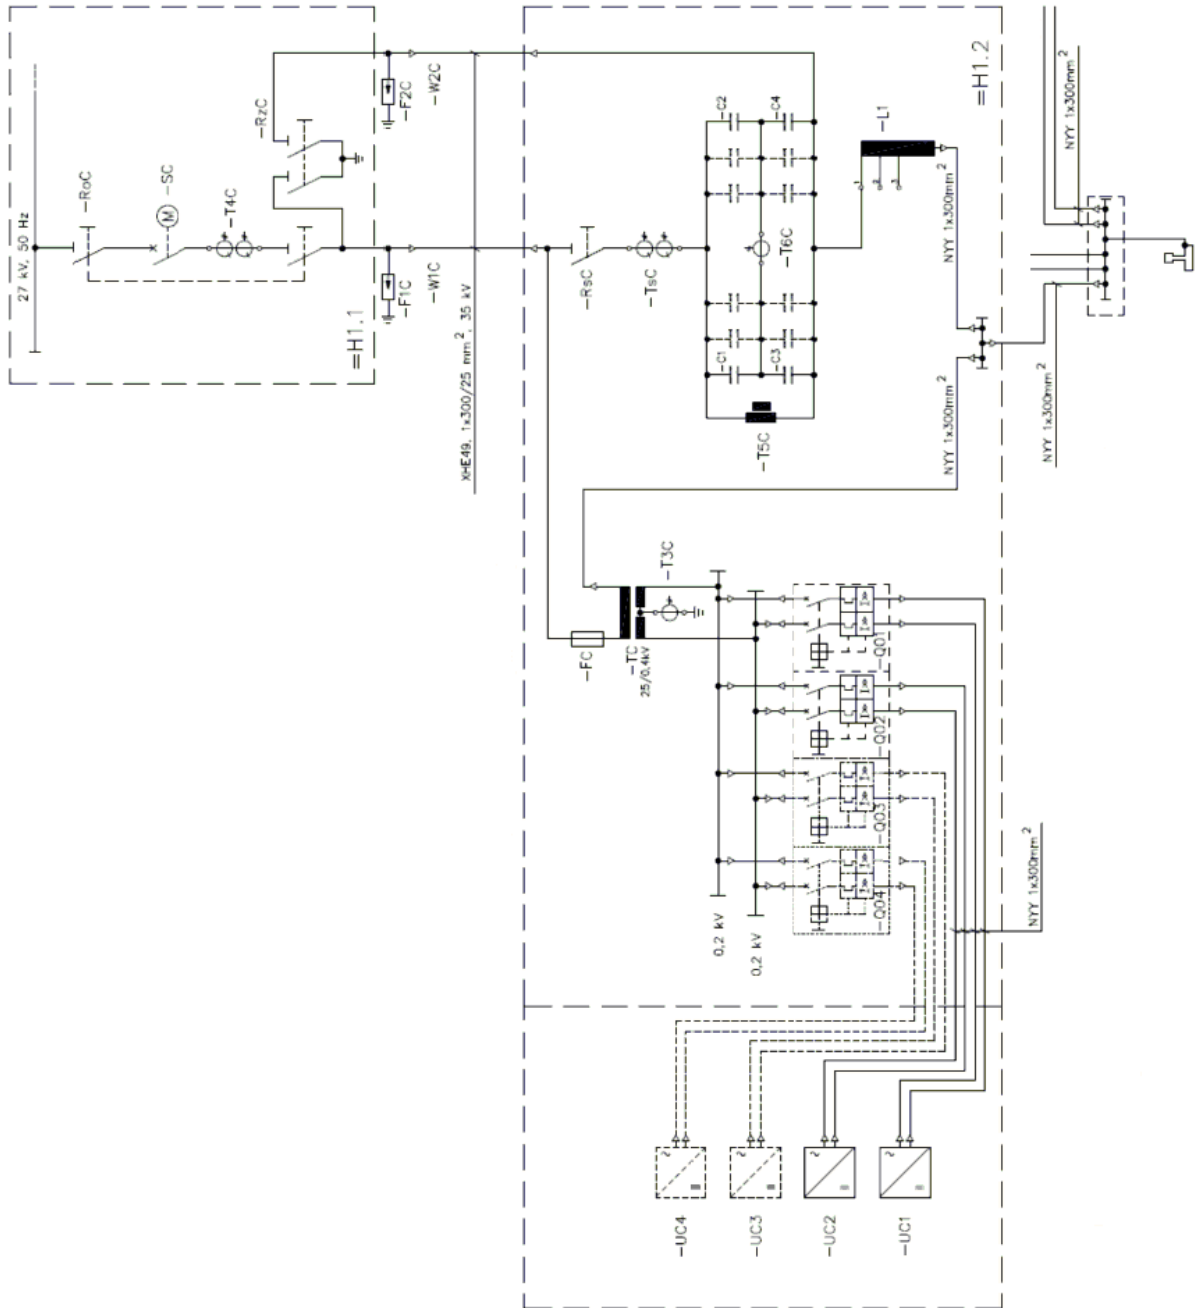 27 kV, 50 Hz
-RoC
-SC
M
-T4C
-RzC
=H1.1
-F2C
-W2C
-F1C
-W1C
XHE49, 1x300/25 mm², 35 kV
=H1.2
-RsC
-TsC
-C2
-C4
-T6C
-C1
-C3
-T5C
-L1
1
2
3
NYY 1x300mm²
NYY 1x300mm²
NYY 1x300mm²
NYY 1x300mm²
-FC
-TC
25/0.4kV
-T3C
-Q01
-Q02
-Q03
-Q04
0,2 kV
0,2 kV
NYY 1x300mm²
-UC4
-UC3
-UC2
-UC1